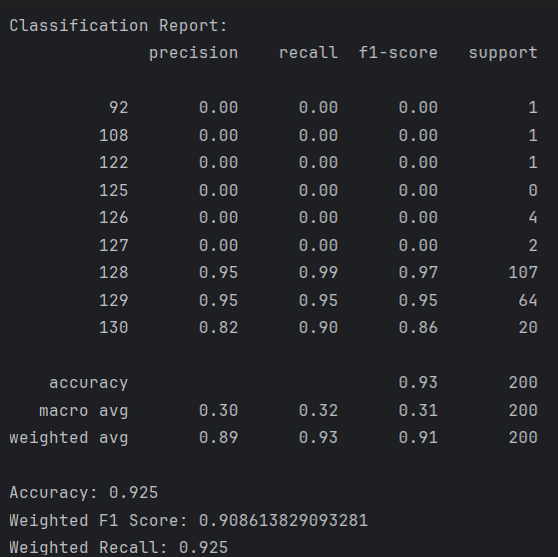 Classification Report:
precision recall f1-score support
92 0.00 0.00 0.00 1
108 0.00 0.00 0.00 1
122 0.00 0.00 0.00 1
125 0.00 0.00 0.00 0
126 0.00 0.00 0.00 4
127 0.00 0.00 0.00 2
128 0.95 0.99 0.97 107
129 0.95 0.95 0.95 64
130 0.82 0.90 0.86 20
accuracy 0.93 200
macro avg 0.30 0.32 0.31 200
weighted avg 0.89 0.93 0.91 200
Accuracy: 0.925
Weighted F1 Score: 0.908613829093281
Weighted Recall: 0.925